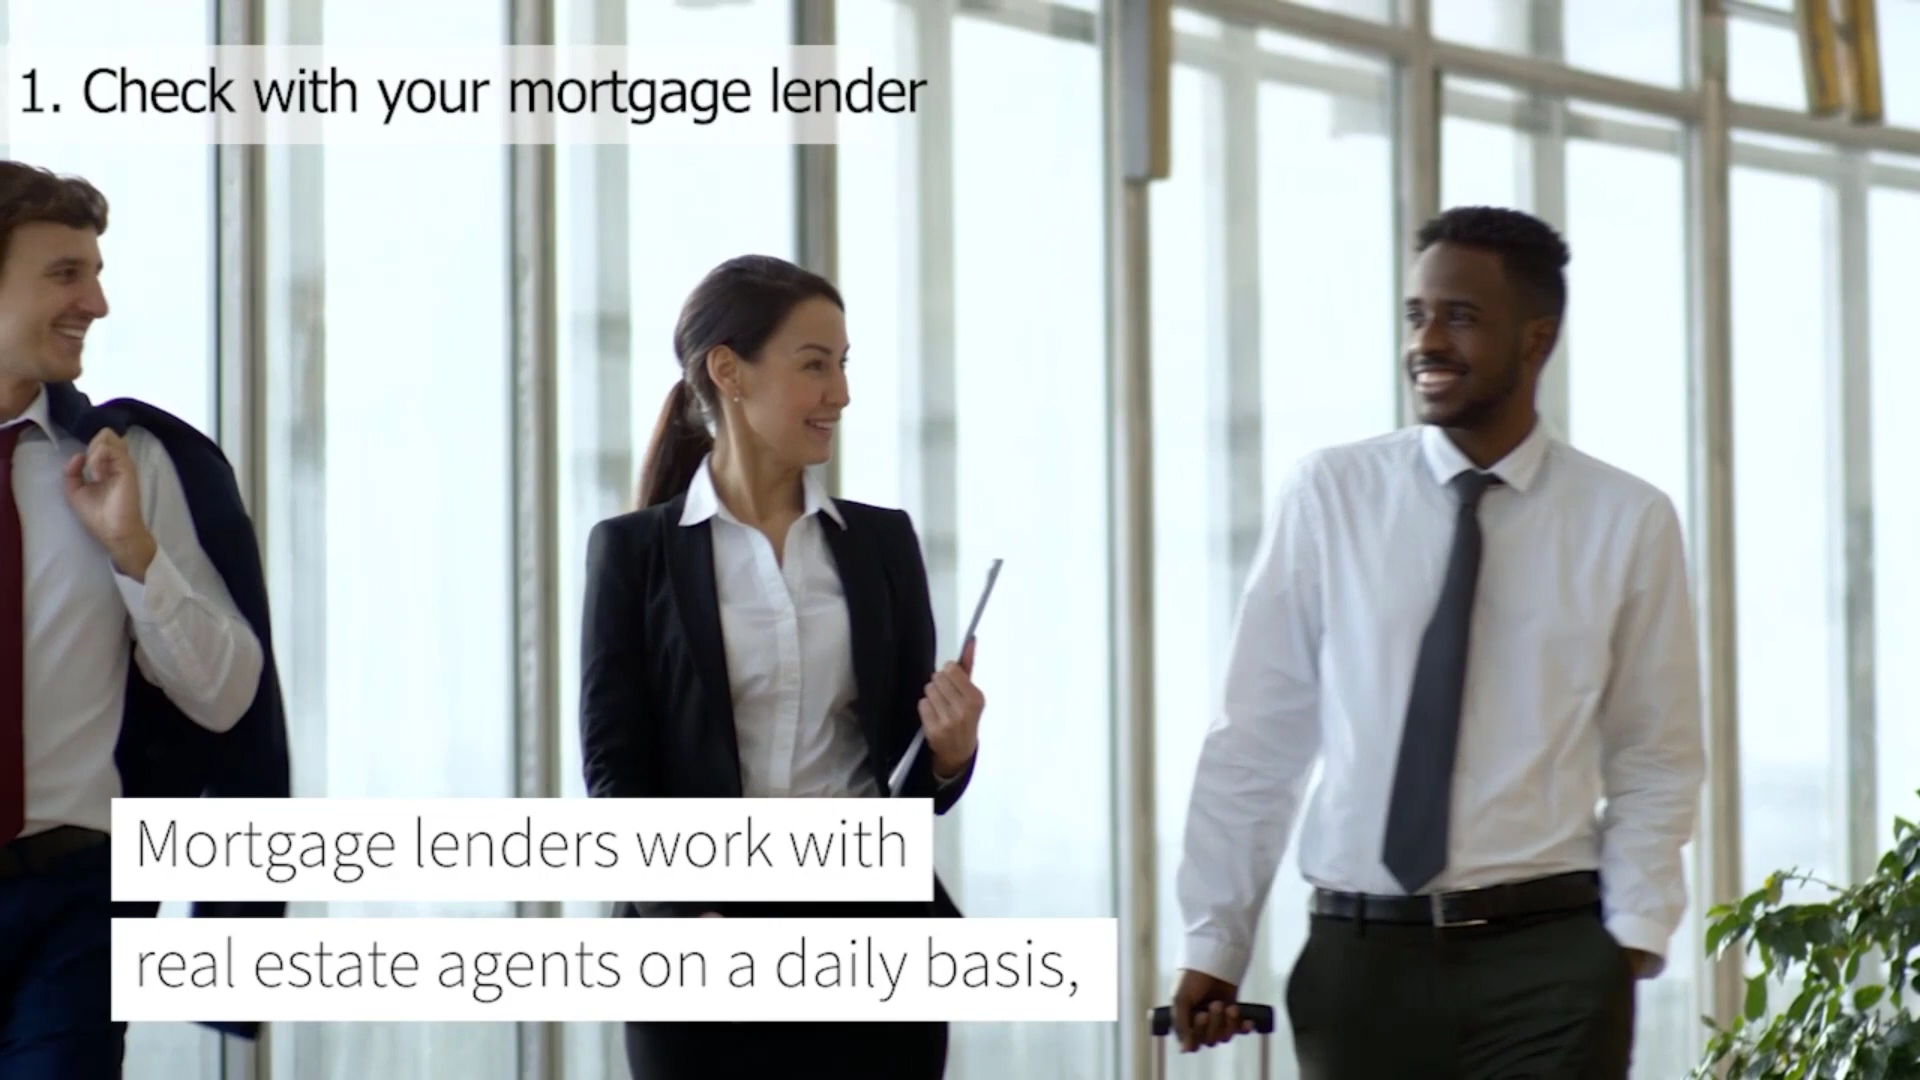 1. Check with your mortgage lender
Mortgage lenders work with
real estate agents on a daily basis,